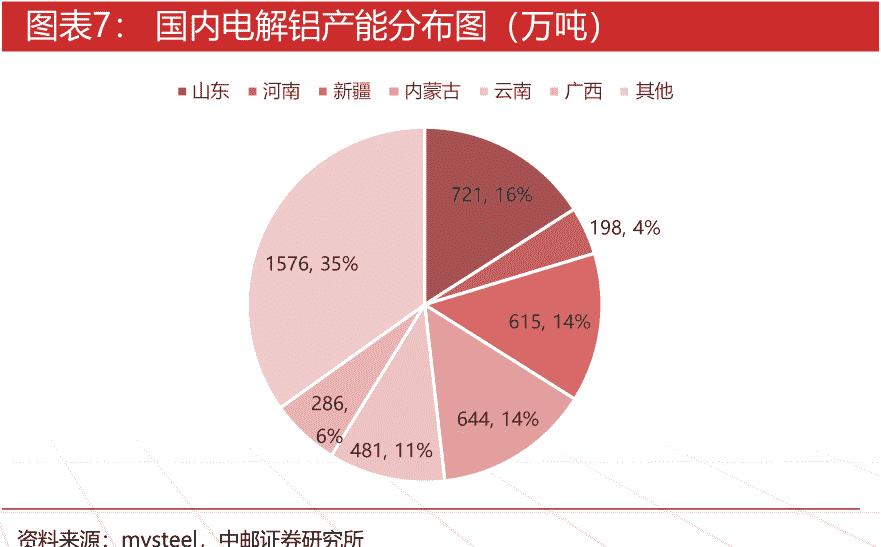 图表7： 国内电解铝产能分布图（万吨）
山东 河南 新疆 内蒙古 云南 广西 其他
721, 16%
198, 4%
1576, 35%
615, 14%
286,
6%
644, 14%
481, 11%
资料来源：mysteel，中邮证券研究所